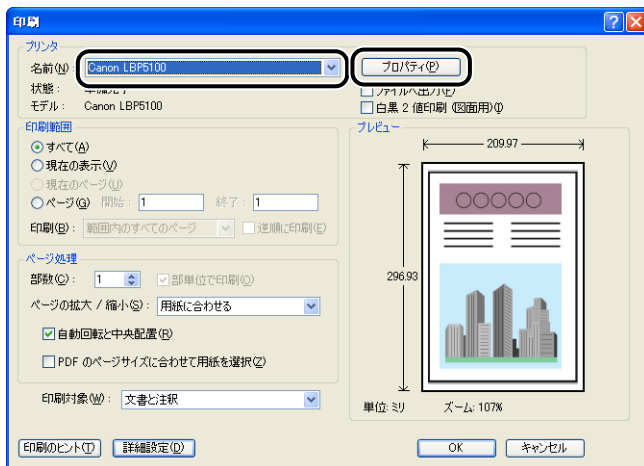 印刷
プリンタ
名前(N): Canon LBP5100 プロパティ(P)
状態: 準備完了 ファイルへ出力(F)
モデル: Canon LBP5100 白黒 2 値印刷 (図面用)(I)
印刷範囲 プレビュー
すべて(A) 209.97
現在の表示(V)
現在のページ(U)
ページ(G) 開始: 1 終了: 1
印刷(B): 範囲内のすべてのページ 逆順に印刷(E)
ページ処理
部数(C): 1 部単位で印刷(O) 296.93
ページの拡大 / 縮小(S): 用紙に合わせる
自動回転と中央配置(R)
PDF のページサイズに合わせて用紙を選択(Z)
印刷対象(W): 文書と注釈 単位: ミリ ズーム: 107%
印刷のヒント(T) 詳細設定(D) OK キャンセル